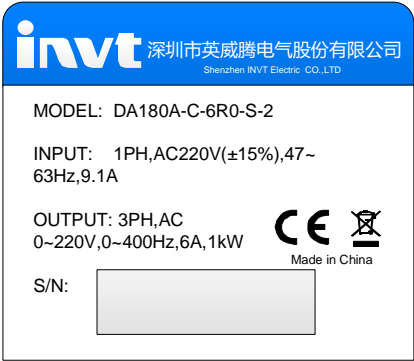 invt 深圳市英威腾电气股份有限公司
Shenzhen INVT Electric CO.,LTD
MODEL: DA180A-C-6R0-S-2
INPUT: 1PH,AC220V(±15%),47~
63Hz,9.1A
OUTPUT: 3PH,AC
0~220V,0~400Hz,6A,1kW
CE
Made in China
S/N: